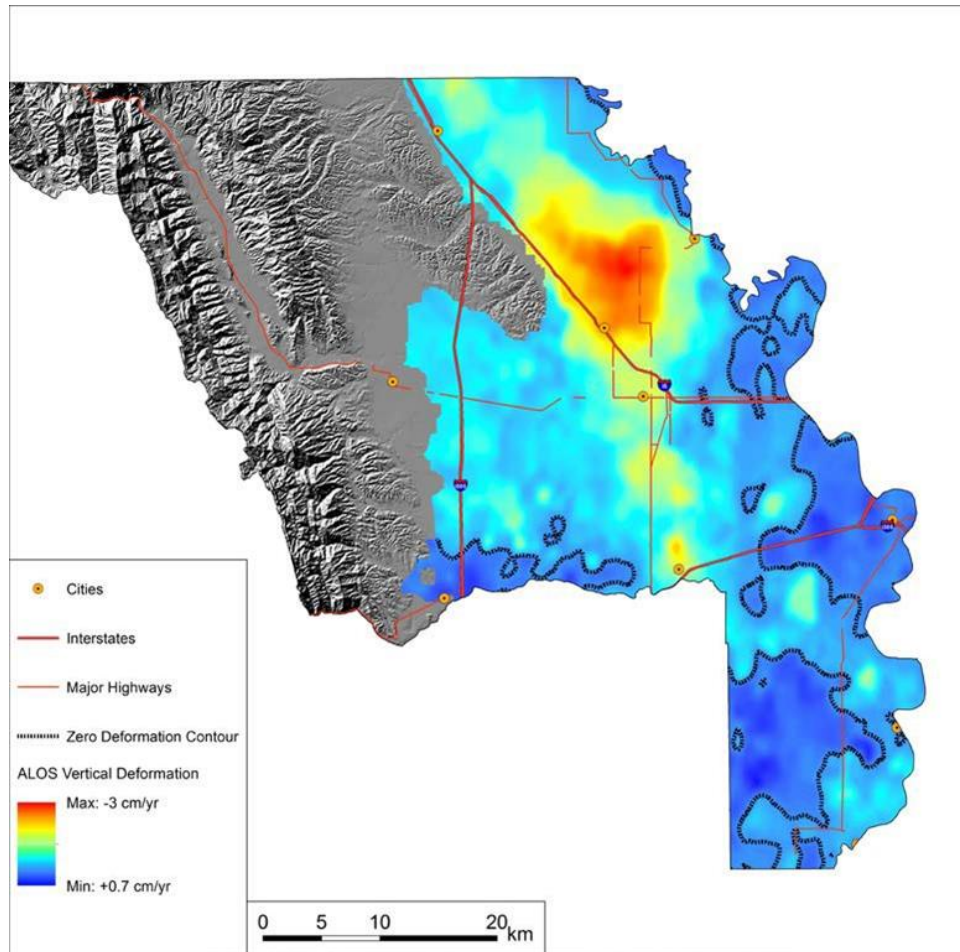 Cities
Interstates
Major Highways
Zero Deformation Contour
ALOS Vertical Deformation
Max: -3 cm/yr
Min: +0.7 cm/yr
0 5 10 20
km